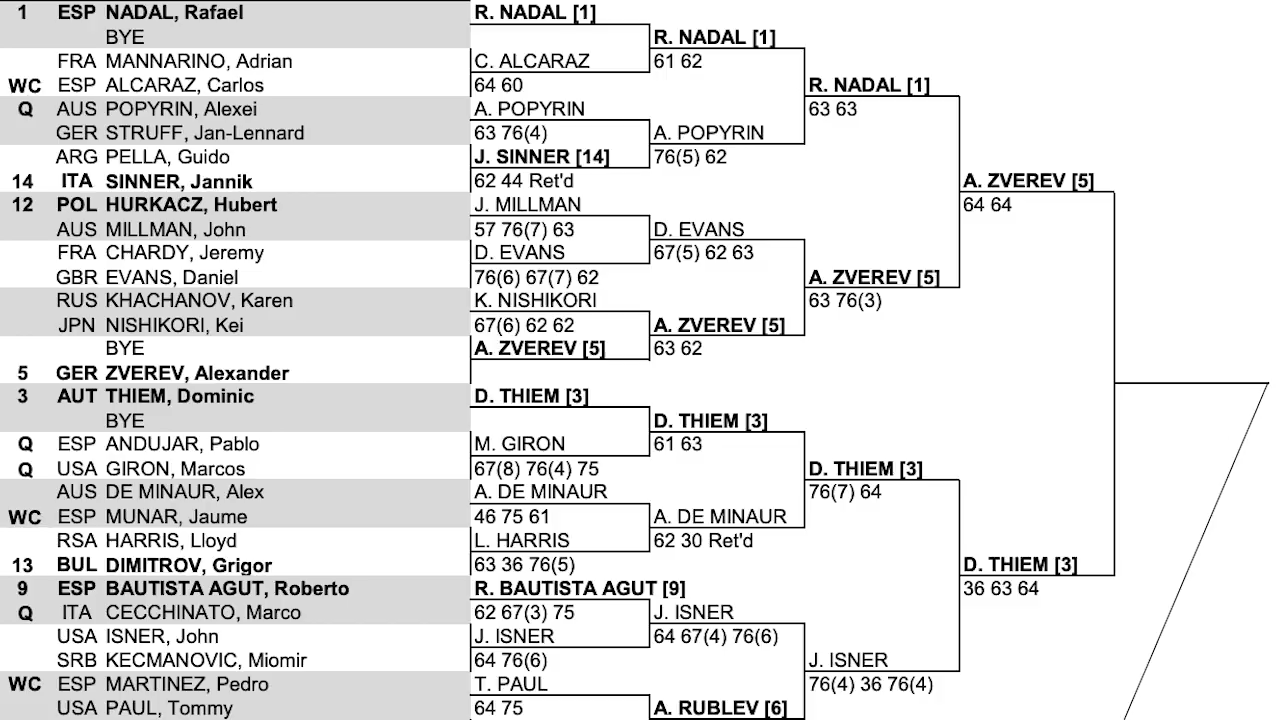 1 ESP NADAL, Rafael R. NADAL [1]
BYE R. NADAL [1]
FRA MANNARINO, Adrian C. ALCARAZ 61 62
WC ESP ALCARAZ, Carlos 64 60 R. NADAL [1]
Q AUS POPYRIN, Alexei A. POPYRIN 63 63
GER STRUFF, Jan-Lennard 63 76(4) A. POPYRIN
ARG PELLA, Guido J. SINNER [14] 76(5) 62
14 ITA SINNER, Jannik 62 44 Ret'd A. ZVEREV [5]
12 POL HURKACZ, Hubert J. MILLMAN 64 64
AUS MILLMAN, John 57 76(7) 63 D. EVANS
FRA CHARDY, Jeremy D. EVANS 67(5) 62 63
GBR EVANS, Daniel 76(6) 67(7) 62 A. ZVEREV [5]
RUS KHACHANOV, Karen K. NISHIKORI 63 76(3)
JPN NISHIKORI, Kei 67(6) 62 62 A. ZVEREV [5]
BYE A. ZVEREV [5] 63 62
5 GER ZVEREV, Alexander
3 AUT THIEM, Dominic D. THIEM [3]
BYE D. THIEM [3]
Q ESP ANDUJAR, Pablo M. GIRON 61 63
Q USA GIRON, Marcos 67(8) 76(4) 75 D. THIEM [3]
AUS DE MINAUR, Alex A. DE MINAUR 76(7) 64
WC ESP MUNAR, Jaume 46 75 61 A. DE MINAUR
RSA HARRIS, Lloyd L. HARRIS 62 30 Ret'd
13 BUL DIMITROV, Grigor 63 36 76(5) D. THIEM [3]
9 ESP BAUTISTA AGUT, Roberto R. BAUTISTA AGUT [9] 36 63 64
Q ITA CECCHINATO, Marco 62 67(3) 75 J. ISNER
USA ISNER, John J. ISNER 64 67(4) 76(6)
SRB KECMANOVIC, Miomir 64 76(6) J. ISNER
WC ESP MARTINEZ, Pedro T. PAUL 76(4) 36 76(4)
USA PAUL, Tommy 64 75 A. RUBLEV [6]